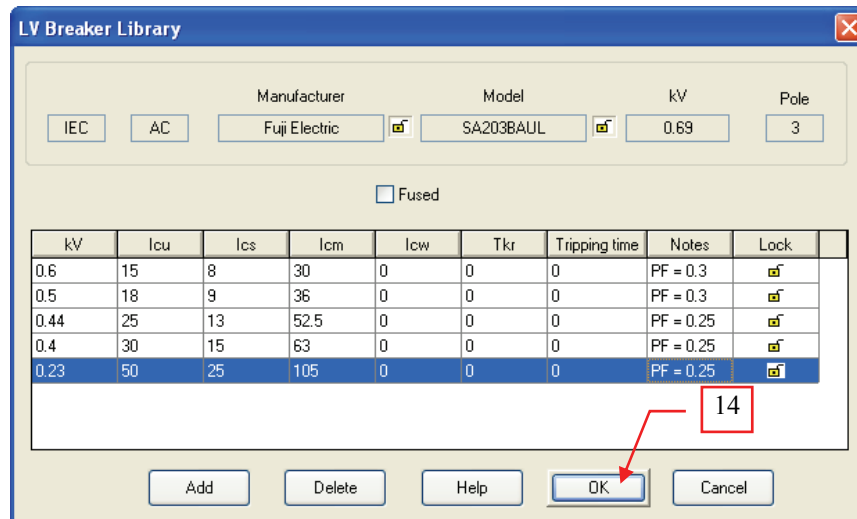 LV Breaker Library
Manufacturer Model kV Pole
IEC AC Fuji Electric SA203BAUL 0.69 3
Fused
kV Icu Ics Icm Icw Tkr Tripping time Notes Lock
0.6 15 8 30 0 0 0 PF = 0.3
0.5 18 9 36 0 0 0 PF = 0.3
0.44 25 13 52.5 0 0 0 PF = 0.25
0.4 30 15 63 0 0 0 PF = 0.25
0.23 50 25 105 0 0 0 PF = 0.25
14
Add Delete Help OK Cancel